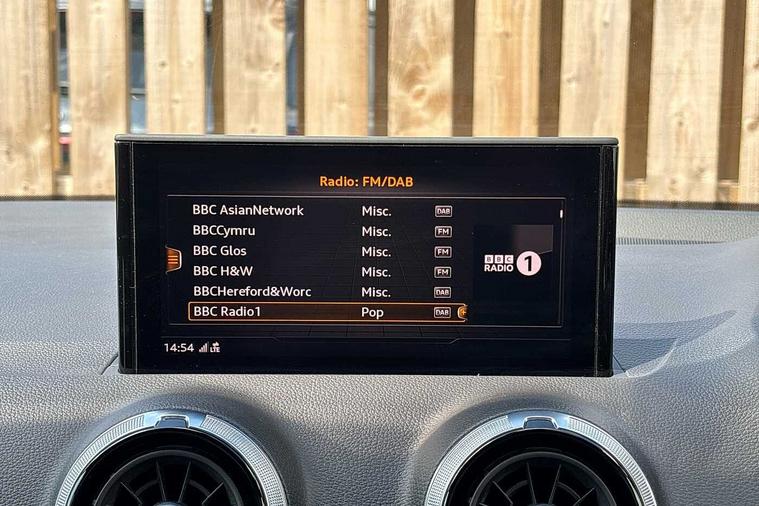 Radio: FM/DAB
BBC AsianNetwork Misc. DAB
BBCCymru Misc. FM
BBC Glos Misc. FM
BBC H&W Misc. FM
BBCHereford&Worc Misc. DAB
BBC Radio1 Pop DAB
BBC
RADIO 1
14:54 LTE